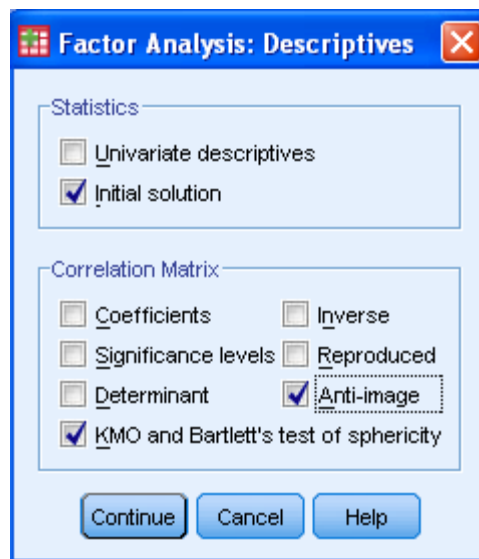 Factor Analysis: Descriptives
Statistics
Univariate descriptives
Initial solution
Correlation Matrix
Coefficients Inverse
Significance levels Reproduced
Determinant Anti-image
KMO and Bartlett's test of sphericity
Continue Cancel Help